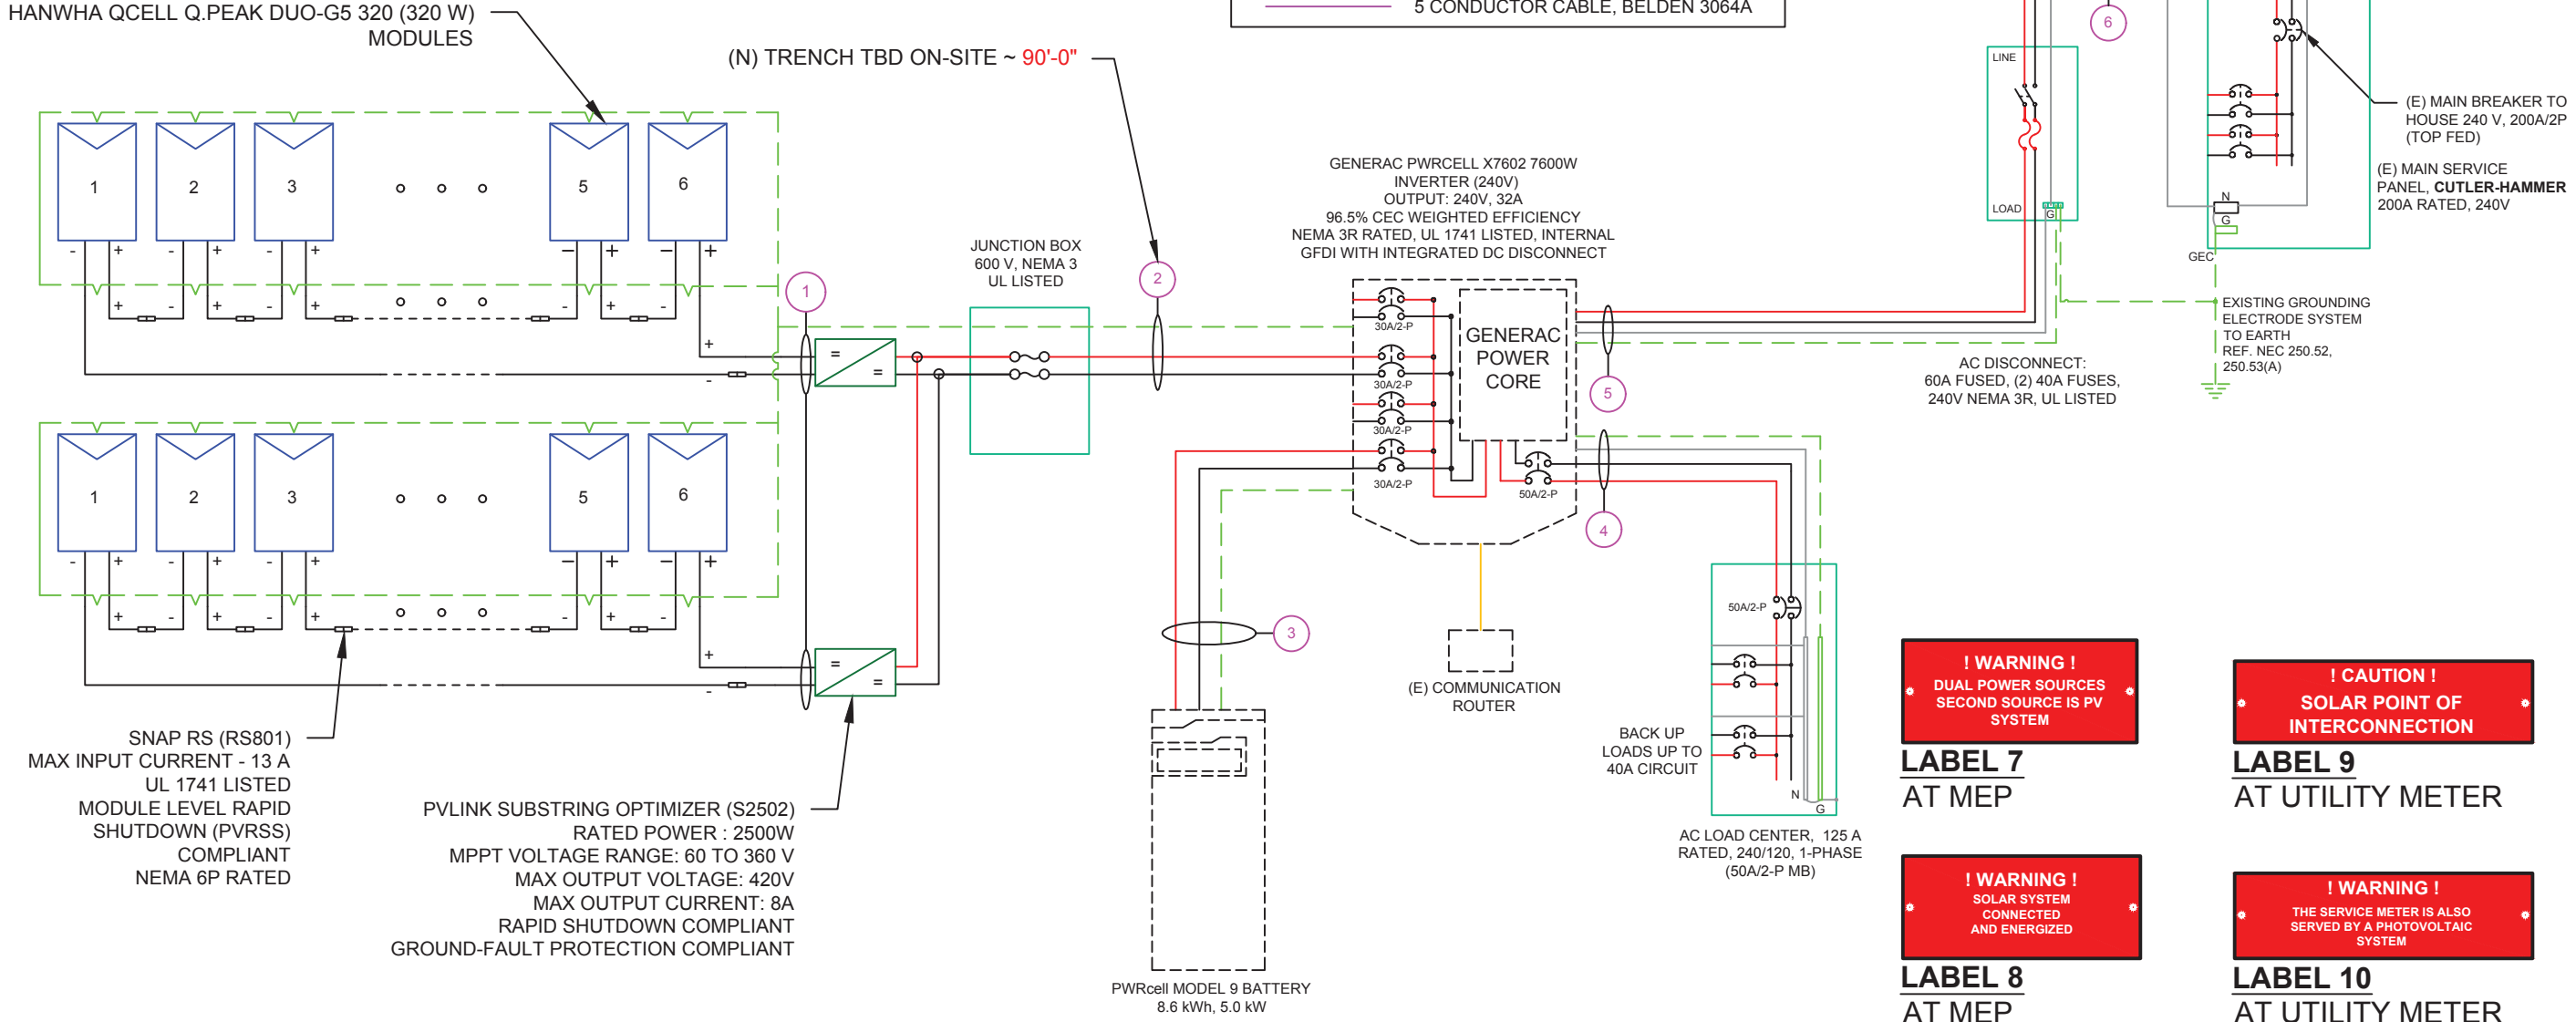 HANWHA QCELL Q.PEAK DUO-G5 320 (320 W)
MODULES
5 CONDUCTOR CABLE, BELDEN 3064A
(N) TRENCH TBD ON-SITE ~ 90'-0"
6
LINE
LOAD
G
(E) MAIN BREAKER TO
HOUSE 240 V, 200A/2P
(TOP FED)
(E) MAIN SERVICE
PANEL, CUTLER-HAMMER
200A RATED, 240V
N
G
GEC
EXISTING GROUNDING
ELECTRODE SYSTEM
TO EARTH
REF. NEC 250.52,
250.53(A)
1
2
3
5
6
- + - + - + - + - +
+ - + - + - + -
+
-
1
JUNCTION BOX
600 V, NEMA 3
UL LISTED
2
= =
GENERAC PWRCELL X7602 7600W
INVERTER (240V)
OUTPUT: 240V, 32A
96.5% CEC WEIGHTED EFFICIENCY
NEMA 3R RATED, UL 1741 LISTED, INTERNAL
GFDI WITH INTEGRATED DC DISCONNECT
30A/2-P
30A/2-P
30A/2-P
30A/2-P
GENERAC
POWER
CORE
50A/2-P
5
4
AC DISCONNECT:
60A FUSED, (2) 40A FUSES,
240V NEMA 3R, UL LISTED
1
2
3
5
6
- + - + - + - + - +
+ - + - + - + -
+
-
= =
3
(E) COMMUNICATION
ROUTER
50A/2-P
N
G
BACK UP
LOADS UP TO
40A CIRCUIT
AC LOAD CENTER, 125 A
RATED, 240/120, 1-PHASE
(50A/2-P MB)
SNAP RS (RS801)
MAX INPUT CURRENT - 13 A
UL 1741 LISTED
MODULE LEVEL RAPID
SHUTDOWN (PVRSS)
COMPLIANT
NEMA 6P RATED
PVLINK SUBSTRING OPTIMIZER (S2502)
RATED POWER : 2500W
MPPT VOLTAGE RANGE: 60 TO 360 V
MAX OUTPUT VOLTAGE: 420V
MAX OUTPUT CURRENT: 8A
RAPID SHUTDOWN COMPLIANT
GROUND-FAULT PROTECTION COMPLIANT
PWRcell MODEL 9 BATTERY
8.6 kWh, 5.0 kW
! WARNING !
DUAL POWER SOURCES
SECOND SOURCE IS PV
SYSTEM
LABEL 7
AT MEP
! CAUTION !
SOLAR POINT OF
INTERCONNECTION
LABEL 9
AT UTILITY METER
! WARNING !
SOLAR SYSTEM
CONNECTED
AND ENERGIZED
LABEL 8
AT MEP
! WARNING !
THE SERVICE METER IS ALSO
SERVED BY A PHOTOVOLTAIC
SYSTEM
LABEL 10
AT UTILITY METER